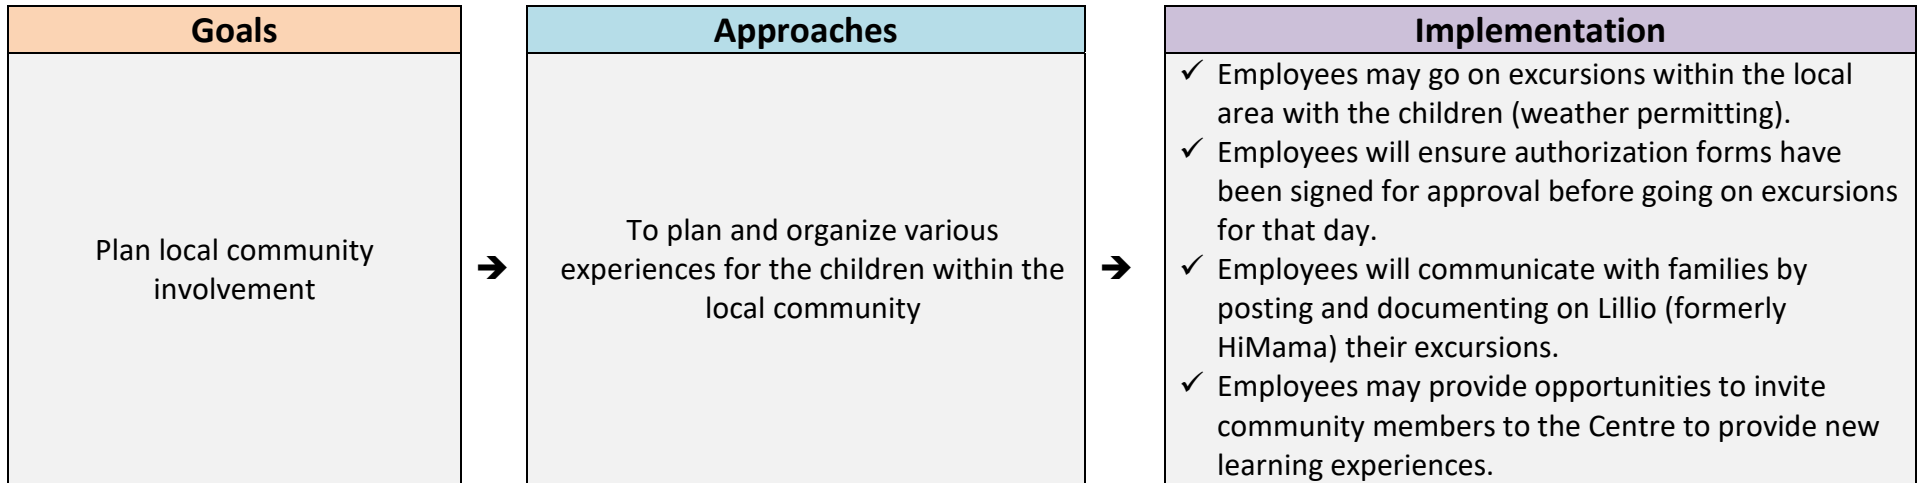 Goals
Plan local community
involvement
➔
Approaches
To plan and organize various
experiences for the children within the
local community
➔
Implementation
✓ Employees may go on excursions within the local
area with the children (weather permitting).
✓ Employees will ensure authorization forms have
been signed for approval before going on excursions
for that day.
✓ Employees will communicate with families by
posting and documenting on Lillio (formerly
HiMama) their excursions.
✓ Employees may provide opportunities to invite
community members to the Centre to provide new
learning experiences.